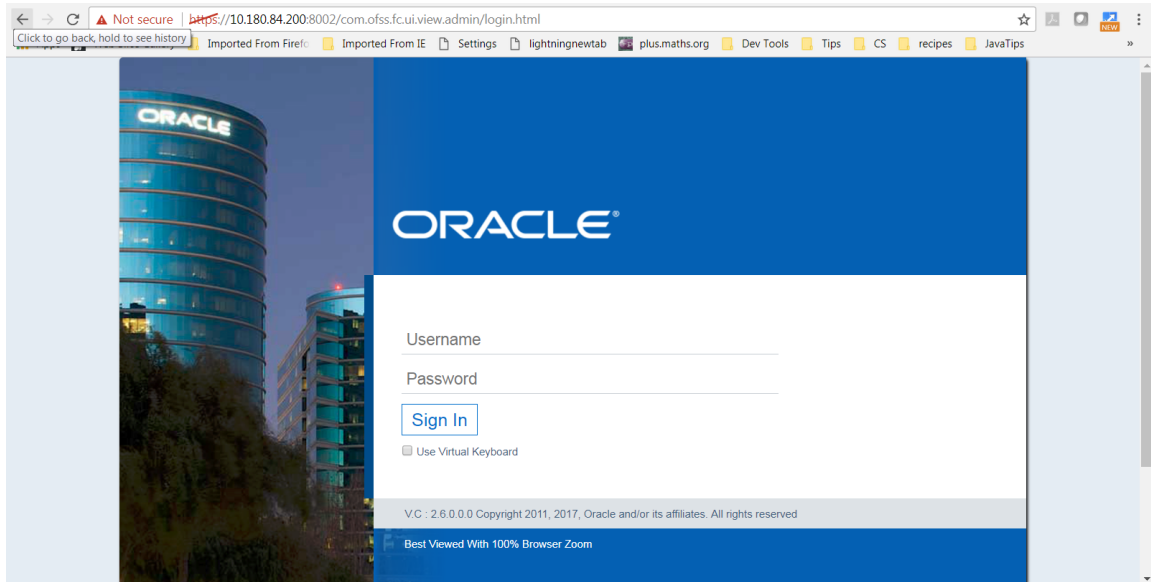 Not secure | https://10.180.84.200:8002/com.ofss.fc.ui.view.admin/login.html
NEW
Click to go back, hold to see history
Imported From Firefo Imported From IE Settings lightningnewtab plus.maths.org Dev Tools Tips CS recipes JavaTips »
ORACLE
ORACLE®
Username
Password
Sign In
Use Virtual Keyboard
V.C : 2.6.0.0.0 Copyright 2011, 2017, Oracle and/or its affiliates. All rights reserved
Best Viewed With 100% Browser Zoom